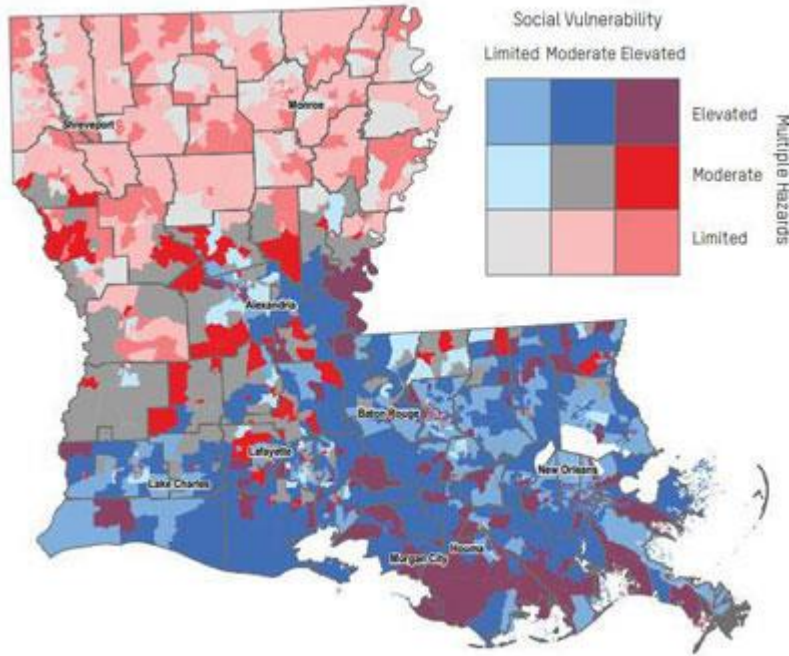 Social Vulnerability
Limited Moderate Elevated
Elevated
Moderate
Limited
Multiple Hazards
Monroe
Shreveport
Alexandria
Baton Rouge
Lafayette
New Orleans
Lake Charles
Houma
Morgan City